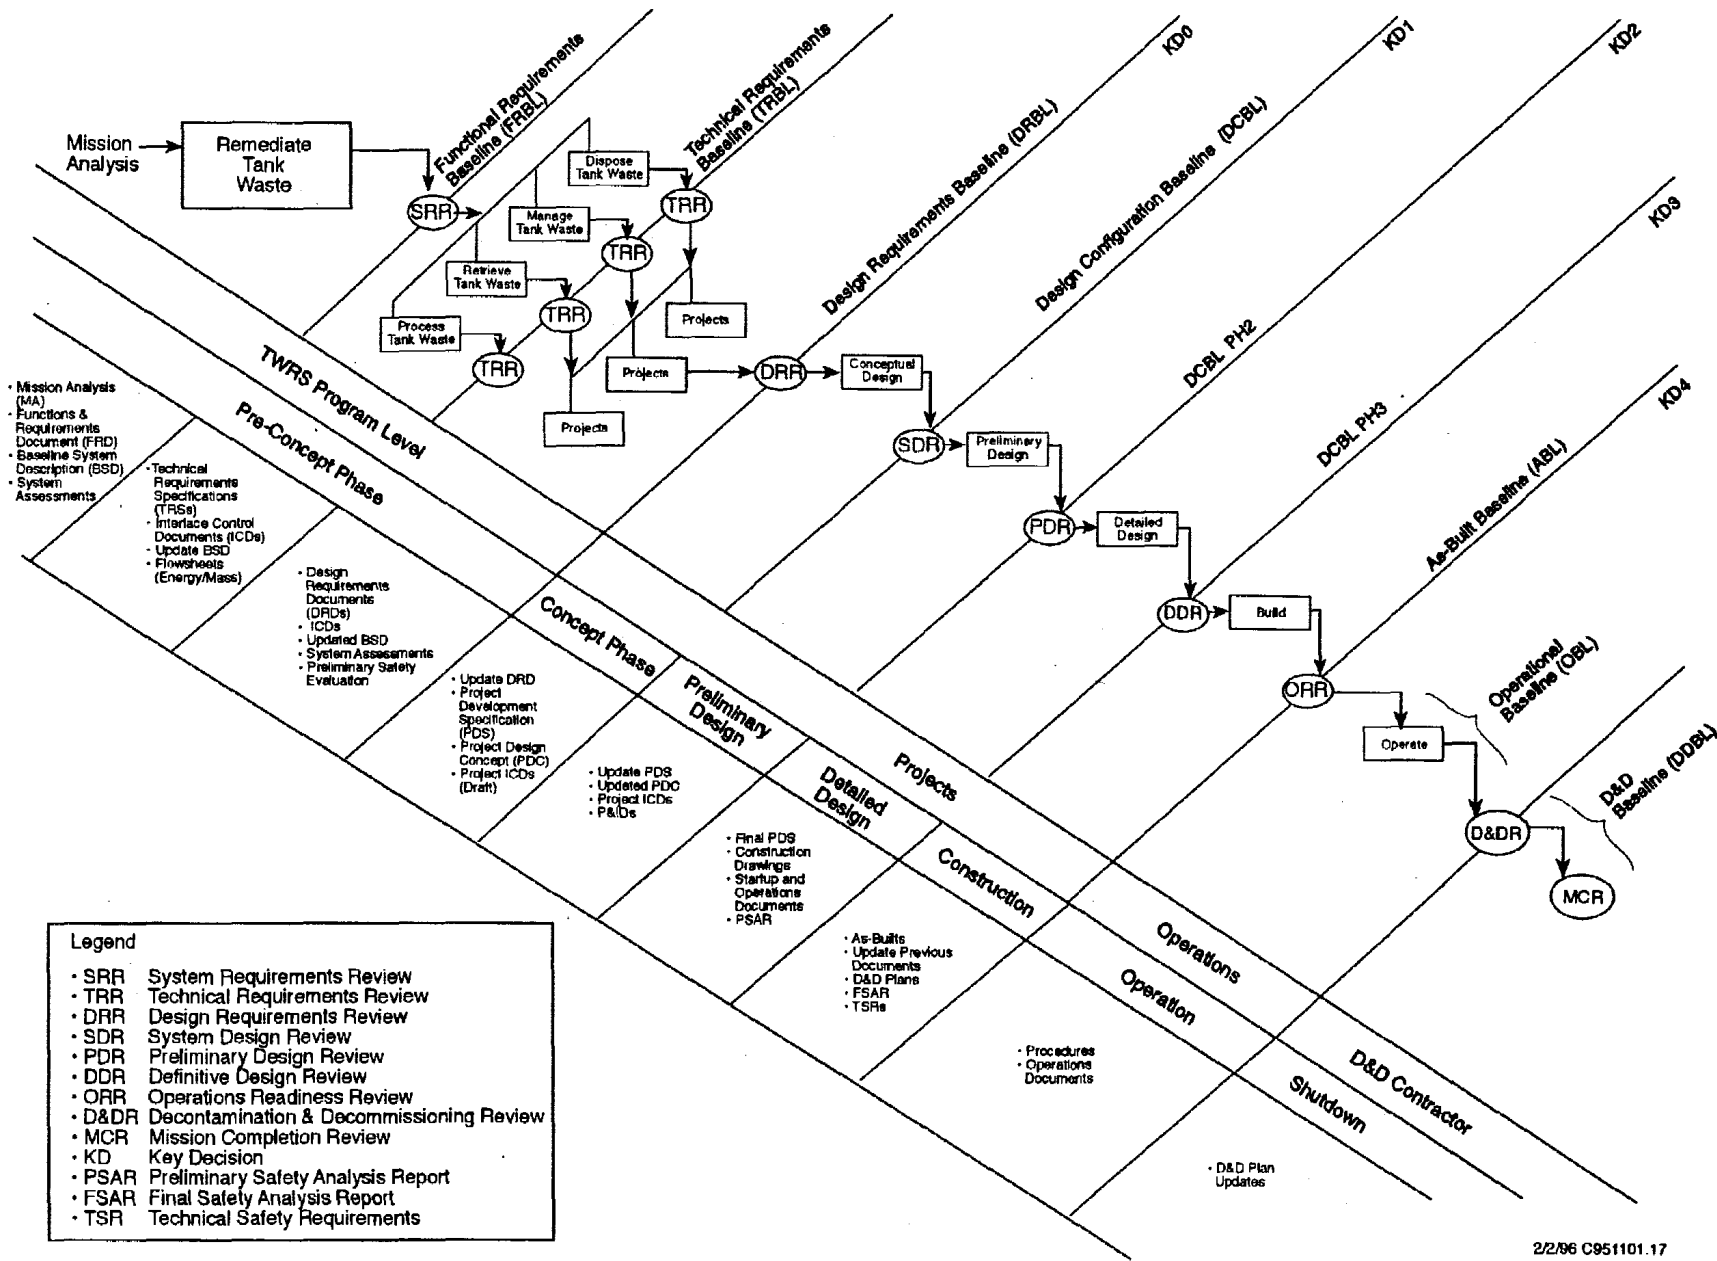 Mission
Analysis
Remediate
Tank
Waste
SRR
Functional Requirements
Baseline (FRBL)
Technical Requirements
Baseline (TRBL)
Dispose
Tank Waste
TRR
Manage
Tank Waste
TRR
Retrieve
Tank Waste
TRR
Process
Tank Waste
TRR
Projects
Projects
Projects
KD0
Design Requirements Baseline (DRBL)
DRR
Conceptual
Design
KD1
Design Configuration Baseline (DCBL)
SDR
Preliminary
Design
KD2
DCBL PH2
PDR
Detailed
Design
KD3
DCBL PH3
DDR
Build
KD4
As-Built Baseline (ABL)
ORR
Operate
Operational
Baseline (OBL)
D&DR
D&D
Baseline (DDBL)
MCR
TWRS Program Level
Projects
Operations
D&D Contractor
Pre-Concept Phase
Concept Phase
Preliminary
Design
Detailed
Design
Construction
Operation
Shutdown
· Mission Analysis
(MA)
· Functions &
Requirements
Document (FRD)
· Baseline System
Description (BSD)
· System
Assessments
· Technical
Requirements
Specifications
(TRSs)
· Interface Control
Documents (ICDs)
· Update BSD
· Flowsheets
(Energy/Mass)
· Design
Requirements
Documents
(DRDs)
· ICDs
· Updated BSD
· System Assessments
· Preliminary Safety
Evaluation
· Update DRD
· Project
Development
Specification
(PDS)
· Project Design
Concept (PDC)
· Project ICDs
(Draft)
· Update PDS
· Updated PDC
· Project ICDs
· P&IDs
· Final PDS
· Construction
Drawings
· Startup and
Operations
Documents
· PSAR
· As-Builts
· Update Previous
Documents
· D&D Plans
· FSAR
· TSRs
· Procedures
· Operations
Documents
· D&D Plan
Updates
Legend
· SRR System Requirements Review
· TRR Technical Requirements Review
· DRR Design Requirements Review
· SDR System Design Review
· PDR Preliminary Design Review
· DDR Definitive Design Review
· ORR Operations Readiness Review
· D&DR Decontamination & Decommissioning Review
· MCR Mission Completion Review
· KD Key Decision
· PSAR Preliminary Safety Analysis Report
· FSAR Final Safety Analysis Report
· TSR Technical Safety Requirements
2/2/96 C951101.17